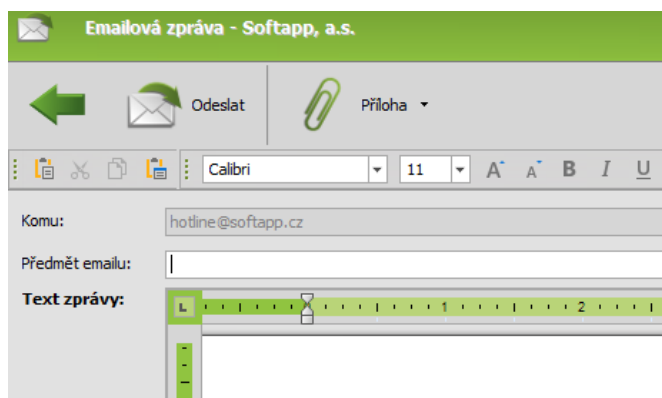 Emailová zpráva - Softapp, a.s.
Odeslat
Příloha
Calibri 11 A A B I U
Komu: hotline@softapp.cz
Předmět emailu:
Text zprávy:
L 1 2